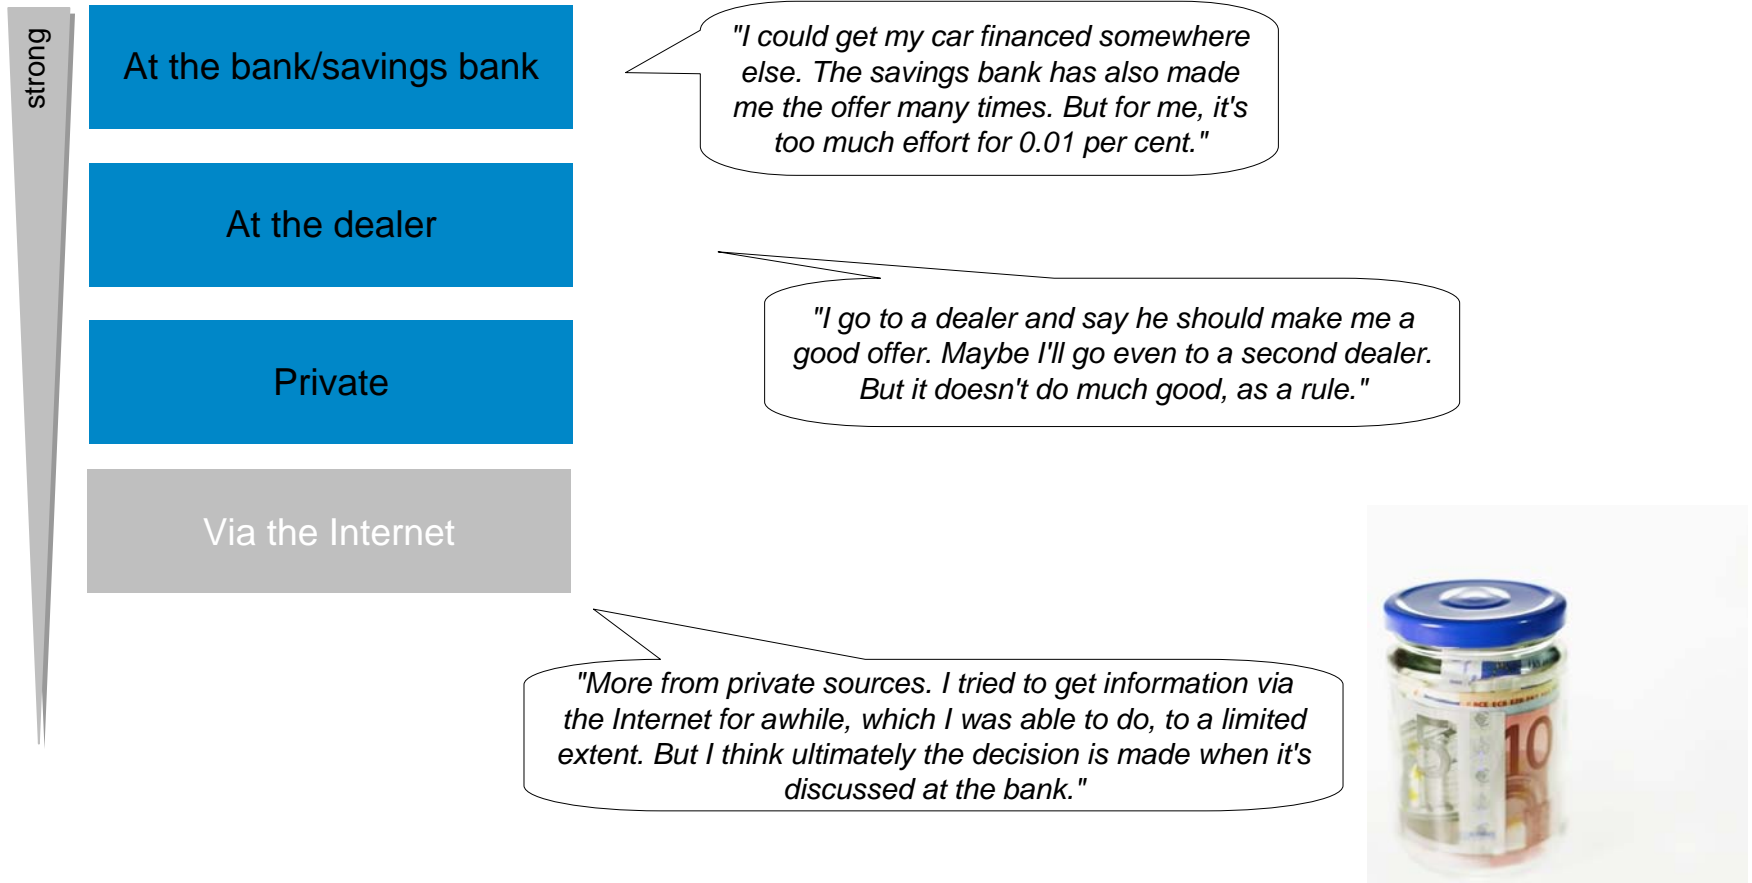 strong
At the bank/savings bank
"I could get my car financed somewhere
else. The savings bank has also made
me the offer many times. But for me, it's
too much effort for 0.01 per cent."
At the dealer
"I go to a dealer and say he should make me a
good offer. Maybe I'll go even to a second dealer.
But it doesn't do much good, as a rule."
Private
Via the Internet
"More from private sources. I tried to get information via
the Internet for awhile, which I was able to do, to a limited
extent. But I think ultimately the decision is made when it's
discussed at the bank."
5
10